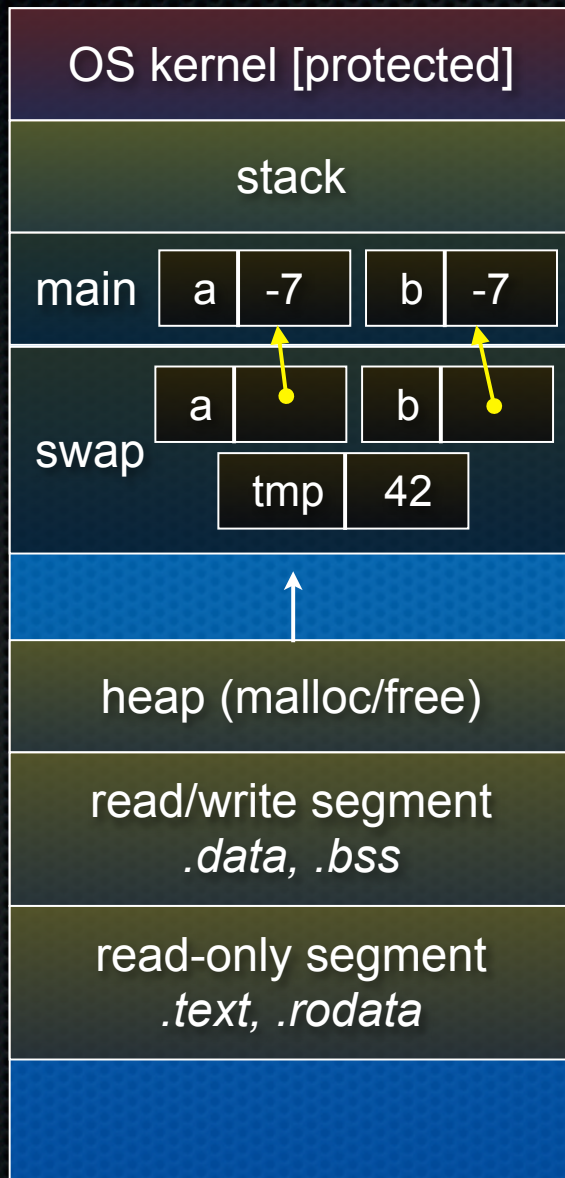 OS kernel [protected]
stack
main a -7 b -7
a b
swap
tmp 42
heap (malloc/free)
read/write segment
.data, .bss
read-only segment
.text, .rodata